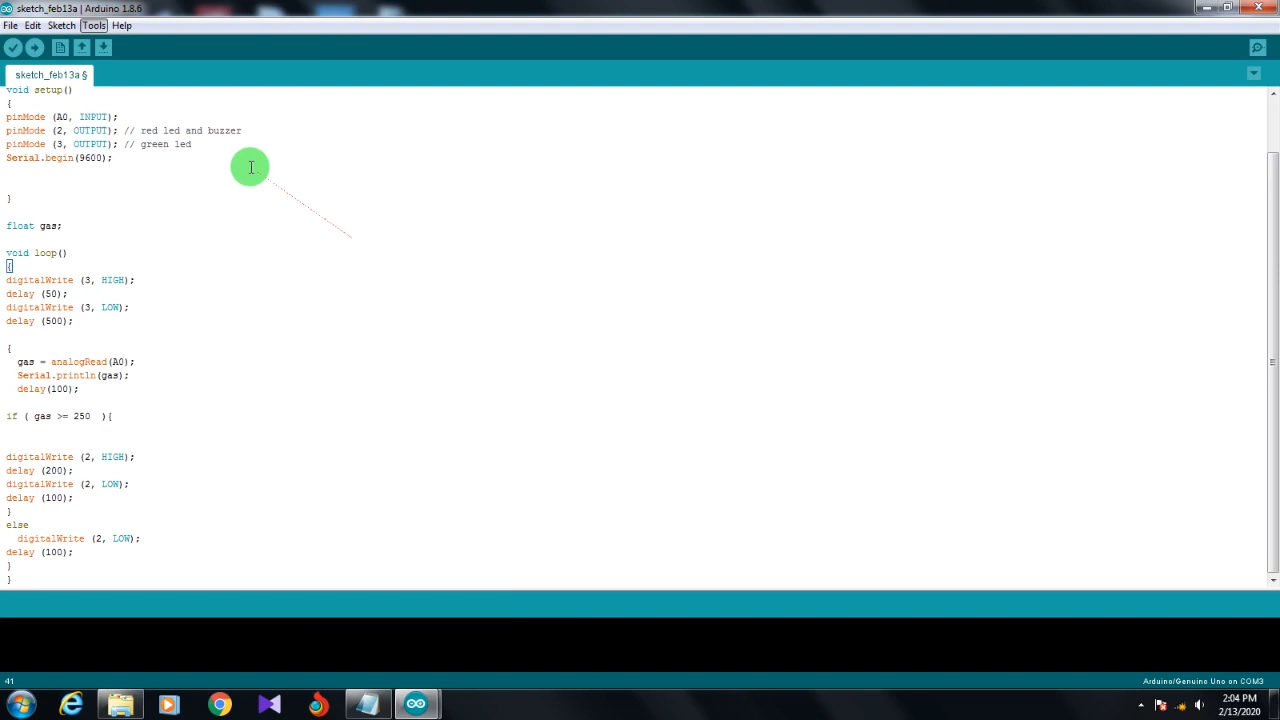 sketch_feb13a | Arduino 1.8.6
File Edit Sketch Tools Help
sketch_feb13a §
void setup()
{
pinMode (A0, INPUT);
pinMode (2, OUTPUT); // red led and buzzer
pinMode (3, OUTPUT); // green led
Serial.begin(9600);
}
float gas;
void loop()
{
digitalWrite (3, HIGH);
delay (50);
digitalWrite (3, LOW);
delay (500);
{
gas = analogRead(A0);
Serial.println(gas);
delay(100);
if ( gas >= 250  ){
digitalWrite (2, HIGH);
delay (200);
digitalWrite (2, LOW);
delay (100);
}
else
digitalWrite (2, LOW);
delay (100);
}
}
41 Arduino/Genuino Uno on COM3
2:04 PM
2/13/2020